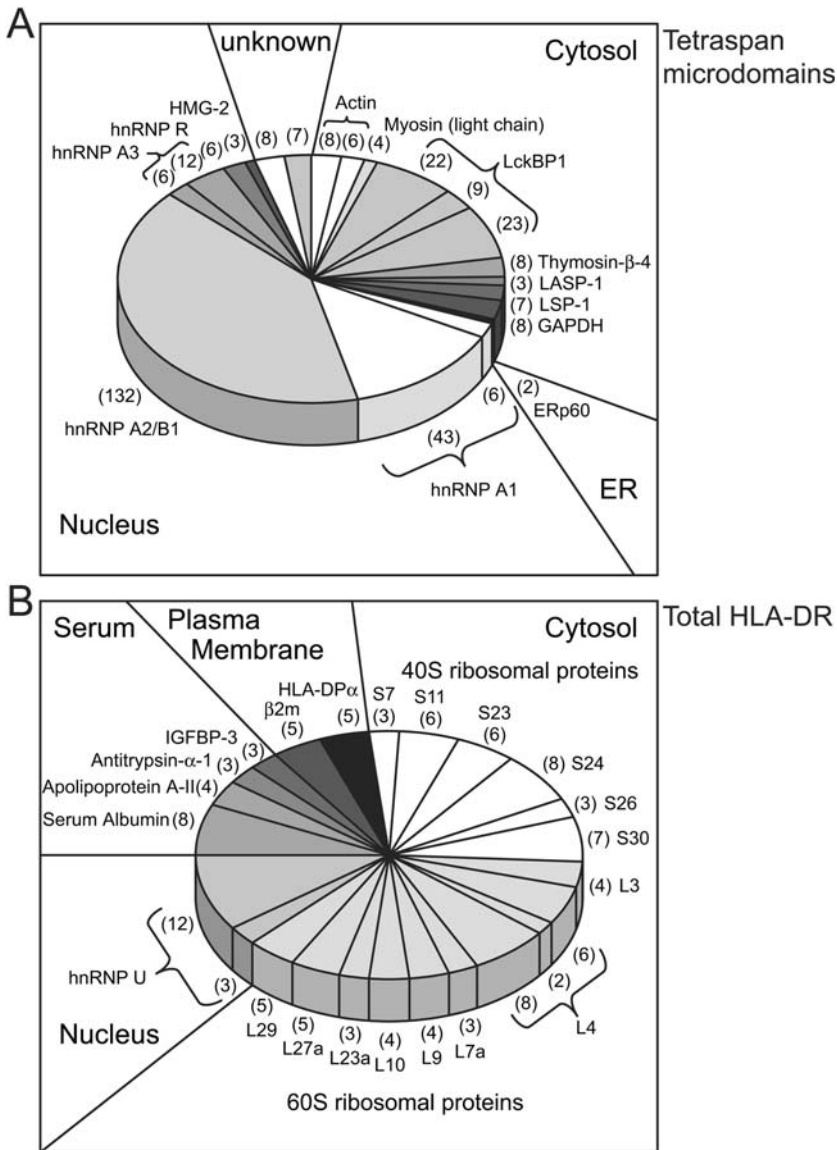 A
unknown
Cytosol
Tetraspan
microdomains
HMG-2
hnRNP R
hnRNP A3
(6)
(12)
(6)
(3)
(8)
(7)
Actin
(8)
(6)
(4)
Myosin (light chain)
(22)
LckBP1
(9)
(23)
(8) Thymosin-β-4
(3) LASP-1
(7) LSP-1
(8) GAPDH
(2)
ERp60
(6)
(43)
hnRNP A1
(132)
hnRNP A2/B1
ER
Nucleus
B
Serum
Plasma
Membrane
Cytosol
Total HLA-DR
40S ribosomal proteins
HLA-DPα
(5)
β2m
(5)
IGFBP-3
(3)
Antitrypsin-α-1
(3)
Apolipoprotein A-II(4)
Serum Albumin(8)
S7
(3)
S11
(6)
S23
(6)
(8) S24
(3) S26
(7) S30
(4) L3
(6)
(2)
(8)
L4
(3)
L7a
(4)
L9
(4)
L10
(3)
L23a
(5)
L27a
(5)
L29
(12)
hnRNP U
(3)
Nucleus
60S ribosomal proteins